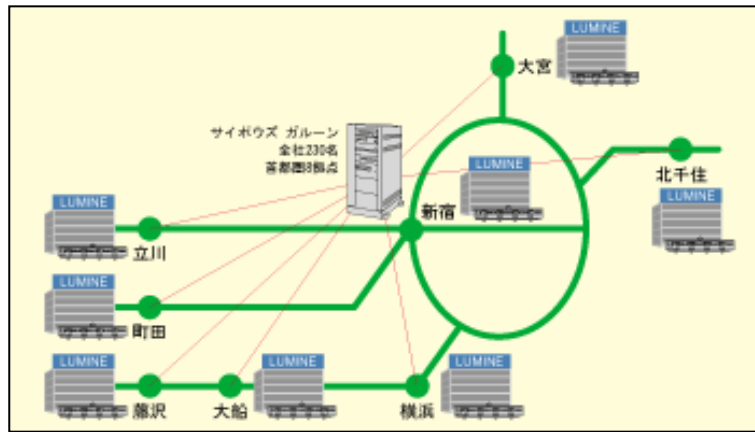 LUMINE
大宮
サイボウズ ガルーン
全社230名
首都圏8拠点
北千住
LUMINE
新宿
LUMINE
LUMINE
立川
LUMINE
町田
LUMINE
藤沢
LUMINE
大船
LUMINE
横浜